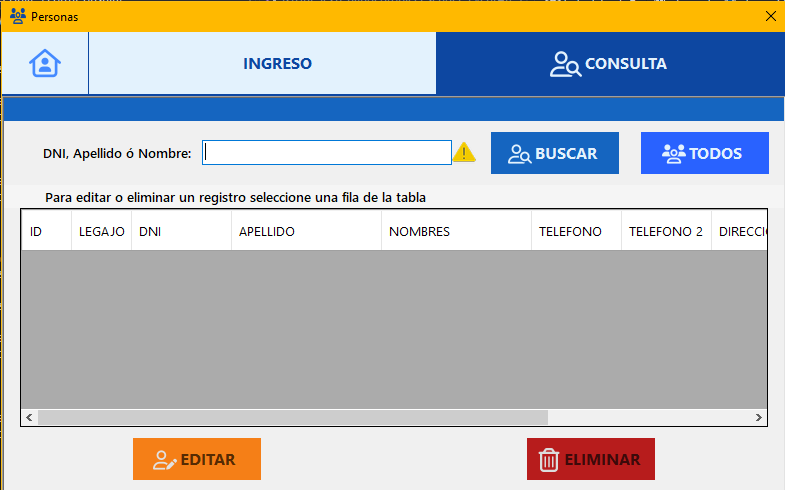 Personas
INGRESO
CONSULTA
DNI, Apellido ó Nombre:
BUSCAR
TODOS
Para editar o eliminar un registro seleccione una fila de la tabla
ID LEGAJO DNI APELLIDO NOMBRES TELEFONO TELEFONO 2 DIRECCI
EDITAR
ELIMINAR